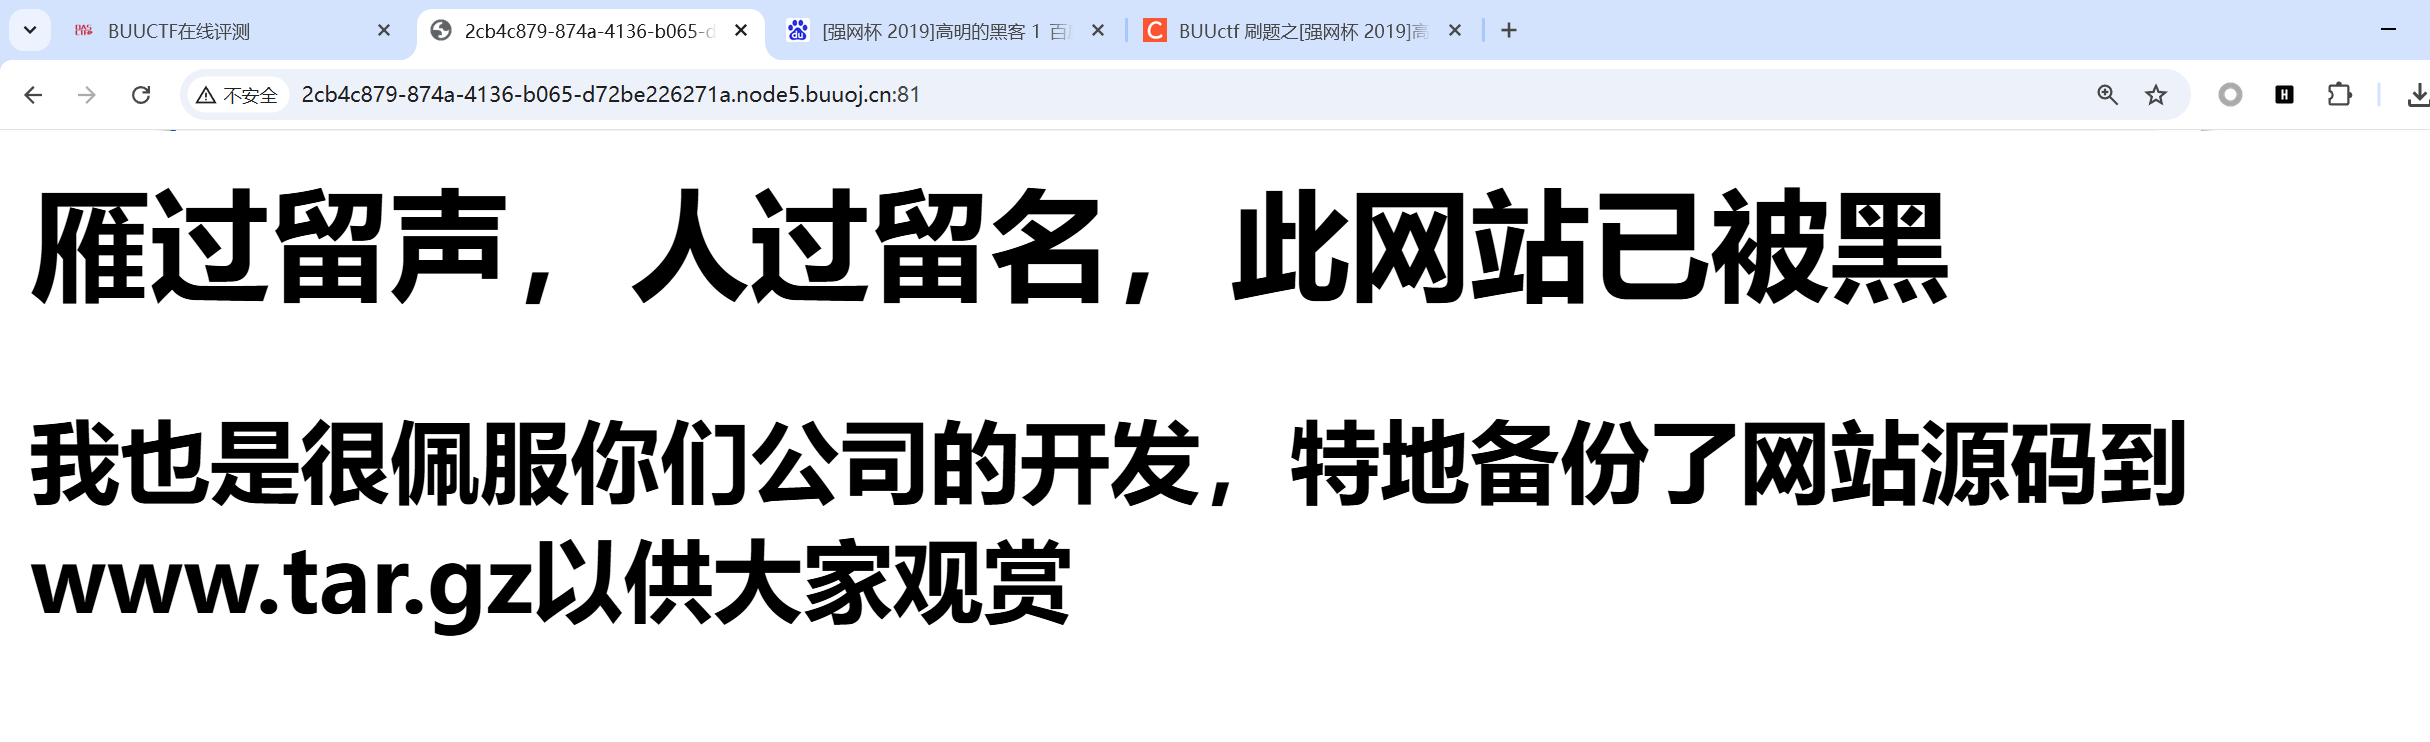 BUUCTF在线评测
2cb4c879-874a-4136-b065-d
[强网杯 2019]高明的黑客 1 百
BUUctf 刷题之[强网杯 2019]高
不安全
2cb4c879-874a-4136-b065-d72be226271a.node5.buuoj.cn:81
雁过留声，人过留名，此网站已被黑
我也是很佩服你们公司的开发，特地备份了网站源码到
www.tar.gz以供大家观赏